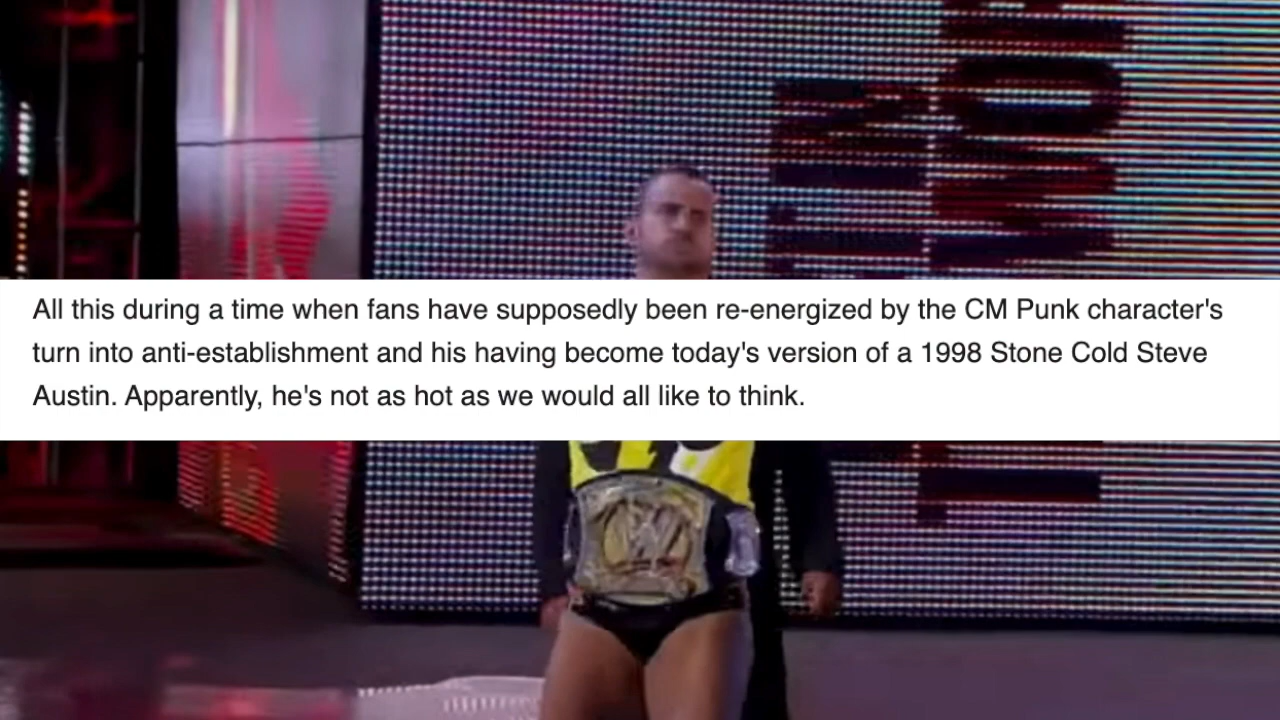 All this during a time when fans have supposedly been re-energized by the CM Punk character's
turn into anti-establishment and his having become today's version of a 1998 Stone Cold Steve
Austin. Apparently, he's not as hot as we would all like to think.